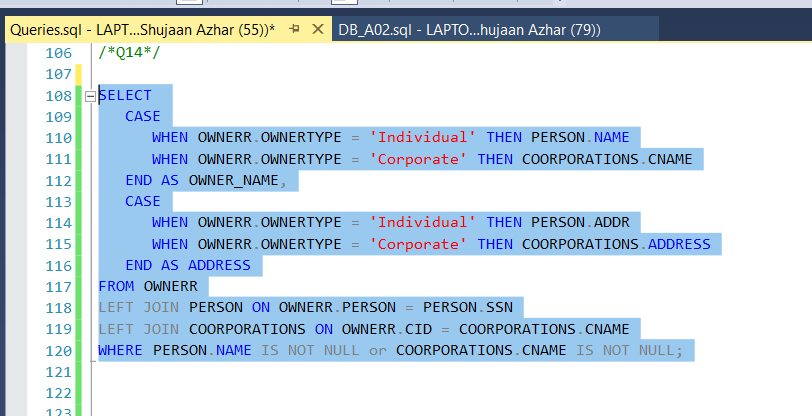 Queries.sql - LAPT...Shujaan Azhar (55))* DB_A02.sql - LAPTO...hujaan Azhar (79))
106 /*Q14*/
107
108 SELECT
109 CASE
110 WHEN OWNERR.OWNERTYPE = 'Individual' THEN PERSON.NAME
111 WHEN OWNERR.OWNERTYPE = 'Corporate' THEN COORPORATIONS.CNAME
112 END AS OWNER_NAME,
113 CASE
114 WHEN OWNERR.OWNERTYPE = 'Individual' THEN PERSON.ADDR
115 WHEN OWNERR.OWNERTYPE = 'Corporate' THEN COORPORATIONS.ADDRESS
116 END AS ADDRESS
117 FROM OWNERR
118 LEFT JOIN PERSON ON OWNERR.PERSON = PERSON.SSN
119 LEFT JOIN COORPORATIONS ON OWNERR.CID = COORPORATIONS.CNAME
120 WHERE PERSON.NAME IS NOT NULL or COORPORATIONS.CNAME IS NOT NULL;
121
122
123